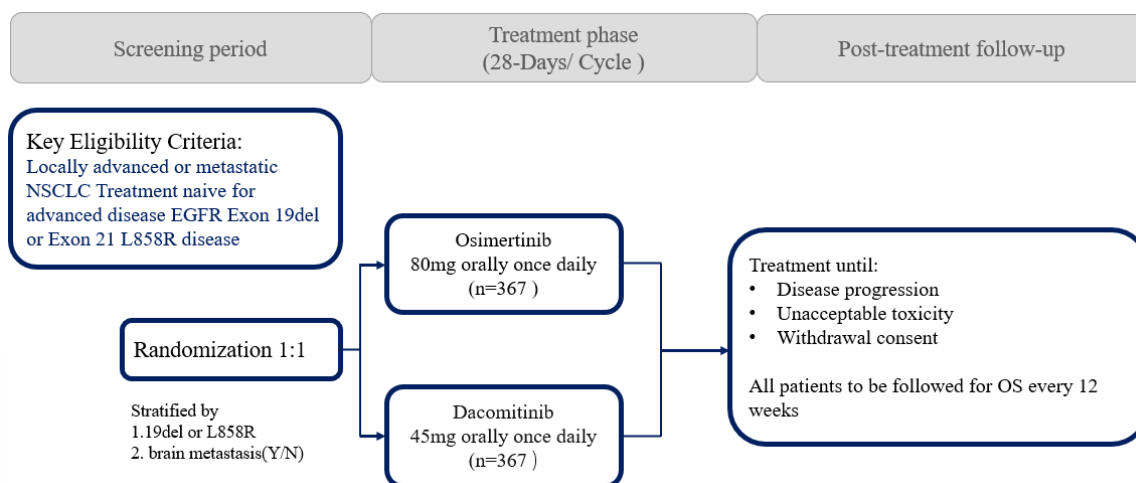 Screening period
Treatment phase
(28-Days/ Cycle )
Post-treatment follow-up
Key Eligibility Criteria:
Locally advanced or metastatic
NSCLC Treatment naive for
advanced disease EGFR Exon 19del
or Exon 21 L858R disease
Randomization 1:1
Stratified by
1.19del or L858R
2. brain metastasis(Y/N)
Osimertinib
80mg orally once daily
(n=367 )
Dacomitinib
45mg orally once daily
(n=367 )
Treatment until:
• Disease progression
• Unacceptable toxicity
• Withdrawal consent
All patients to be followed for OS every 12
weeks